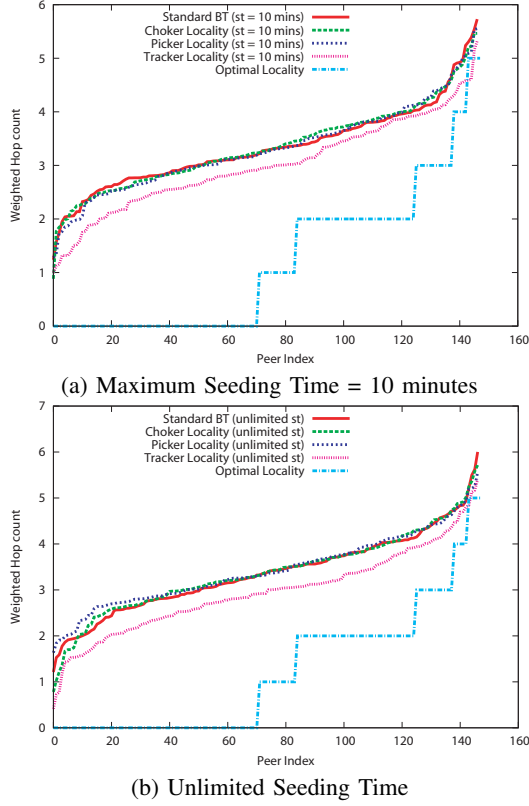 6
5
4
3
2
1
0
Weighted Hop count
Standard BT (st = 10 mins)
Choker Locality (st = 10 mins)
Picker Locality (st = 10 mins)
Tracker Locality (st = 10 mins)
Optimal Locality
0 20 40 60 80 100 120 140 160
Peer Index
(a) Maximum Seeding Time = 10 minutes
7
6
5
4
3
2
1
0
Weighted Hop count
Standard BT (unlimited st)
Choker Locality (unlimited st)
Picker Locality (unlimited st)
Tracker Locality (unlimited st)
Optimal Locality
0 20 40 60 80 100 120 140 160
Peer Index
(b) Unlimited Seeding Time